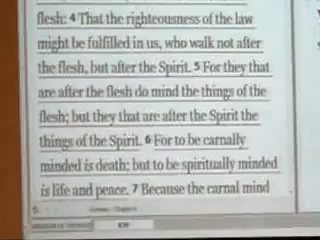 flesh: 4 That the righteousness of the law
might be fulfilled in us, who walk not after
the flesh, but after the Spirit. 5 For they that
are after the flesh do mind the things of the
flesh; but they that are after the Spirit the
things of the Spirit. 6 For to be carnally
minded is death; but to be spiritually minded
is life and peace. 7 Because the carnal mind